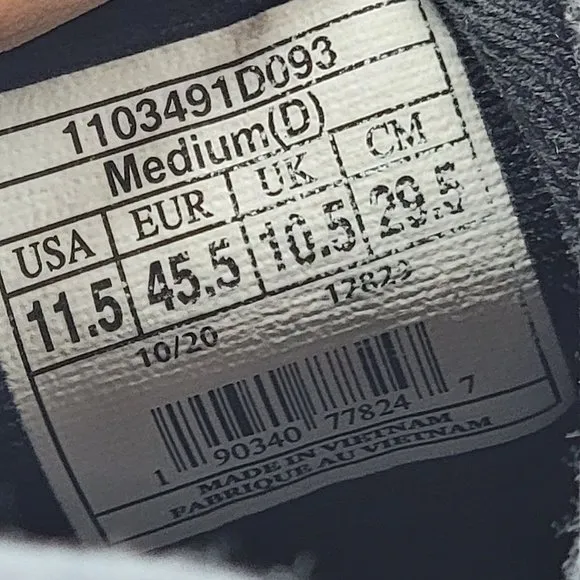 1103491D093
Medium(D)
USA EUR UK CM
11.5 45.5 10.5 29.5
10/20 12822
1 90340 77824 7
MADE IN VIETNAM
FABRIQUE AU VIETNAM